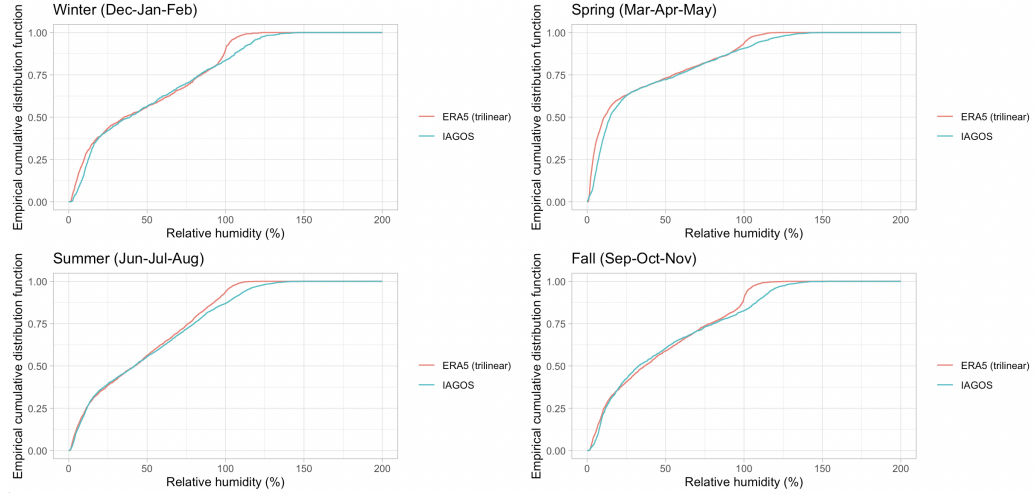 Winter (Dec-Jan-Feb)
Empirical cumulative distribution function
1.00
0.75
0.50
0.25
0.00
0
50
100
150
200
Relative humidity (%)
ERA5 (trilinear)
IAGOS
Spring (Mar-Apr-May)
Empirical cumulative distribution function
1.00
0.75
0.50
0.25
0.00
0
50
100
150
200
Relative humidity (%)
ERA5 (trilinear)
IAGOS
Summer (Jun-Jul-Aug)
Empirical cumulative distribution function
1.00
0.75
0.50
0.25
0.00
0
50
100
150
200
Relative humidity (%)
ERA5 (trilinear)
IAGOS
Fall (Sep-Oct-Nov)
Empirical cumulative distribution function
1.00
0.75
0.50
0.25
0.00
0
50
100
150
200
Relative humidity (%)
ERA5 (trilinear)
IAGOS